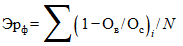 Эр_ф = ∑(1−О_в/О_с)_i/N